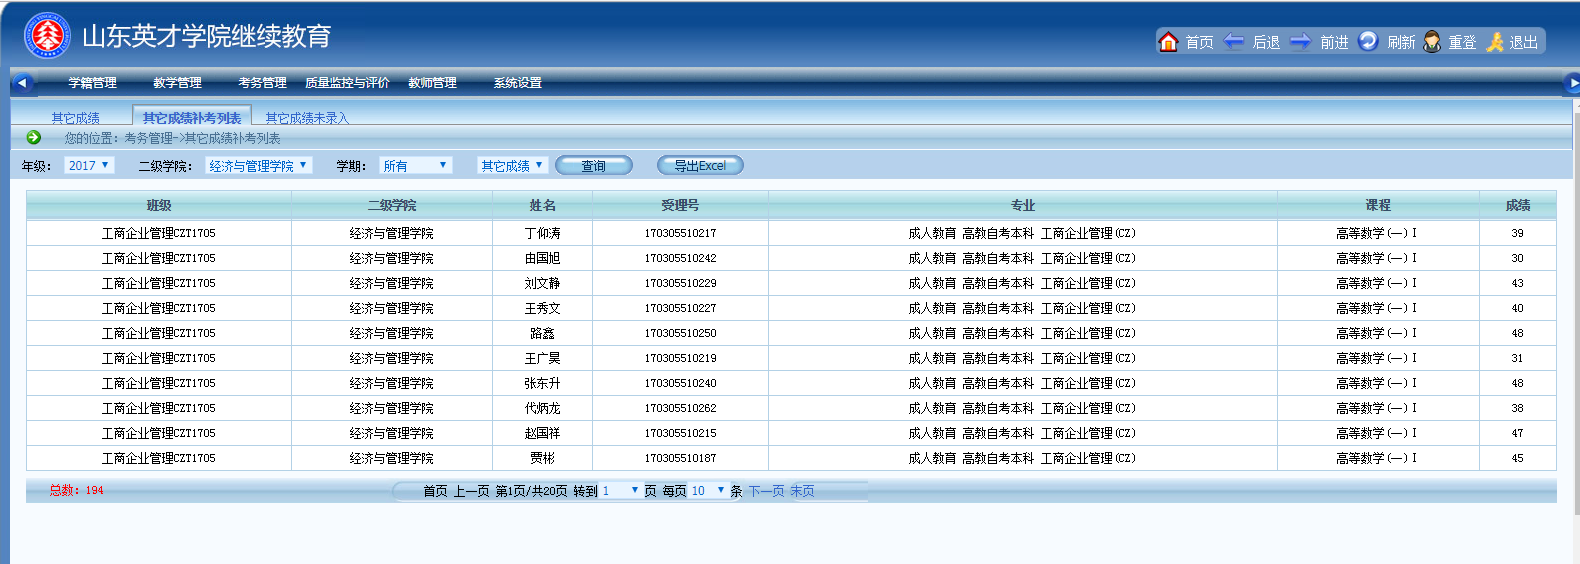 山东英才学院继续教育
首页 后退 前进 刷新 重登 退出
学籍管理 教学管理 考务管理 质量监控与评价 教师管理 系统设置
其它成绩 其它成绩补考列表 其它成绩未录入
您的位置：考务管理->其它成绩补考列表
年级： 2017 二级学院： 经济与管理学院 学期： 所有 其它成绩 查询 导出Excel
班级 二级学院 姓名 受理号 专业 课程 成绩
工商企业管理CZT1705 经济与管理学院 丁仰涛 170305510217 成人教育 高教自考本科 工商企业管理(CZ) 高等数学(一)I 39
工商企业管理CZT1705 经济与管理学院 由国旭 170305510242 成人教育 高教自考本科 工商企业管理(CZ) 高等数学(一)I 30
工商企业管理CZT1705 经济与管理学院 刘文静 170305510229 成人教育 高教自考本科 工商企业管理(CZ) 高等数学(一)I 43
工商企业管理CZT1705 经济与管理学院 王秀文 170305510227 成人教育 高教自考本科 工商企业管理(CZ) 高等数学(一)I 40
工商企业管理CZT1705 经济与管理学院 路鑫 170305510250 成人教育 高教自考本科 工商企业管理(CZ) 高等数学(一)I 48
工商企业管理CZT1705 经济与管理学院 王广昊 170305510219 成人教育 高教自考本科 工商企业管理(CZ) 高等数学(一)I 31
工商企业管理CZT1705 经济与管理学院 张东升 170305510240 成人教育 高教自考本科 工商企业管理(CZ) 高等数学(一)I 48
工商企业管理CZT1705 经济与管理学院 代炳龙 170305510262 成人教育 高教自考本科 工商企业管理(CZ) 高等数学(一)I 38
工商企业管理CZT1705 经济与管理学院 赵国祥 170305510215 成人教育 高教自考本科 工商企业管理(CZ) 高等数学(一)I 47
工商企业管理CZT1705 经济与管理学院 贾彬 170305510187 成人教育 高教自考本科 工商企业管理(CZ) 高等数学(一)I 45
总数：194 首页 上一页 第1页/共20页 转到 1 页 每页 10 条 下一页 末页